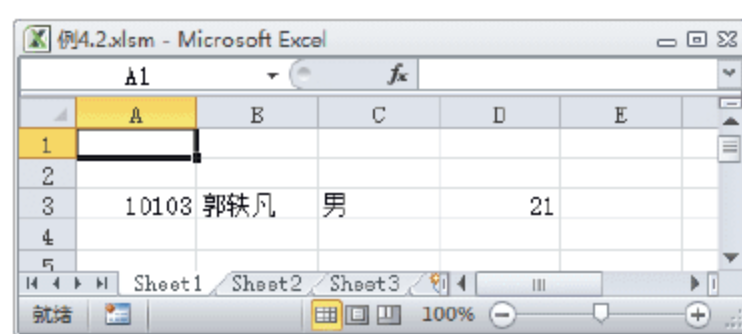 例4.2.xlsm - Microsoft Excel
A1 fx
A B C D E
1
2
3 10103 郭轶凡 男 21
4
5
Sheet1 Sheet2 Sheet3
就绪 100%